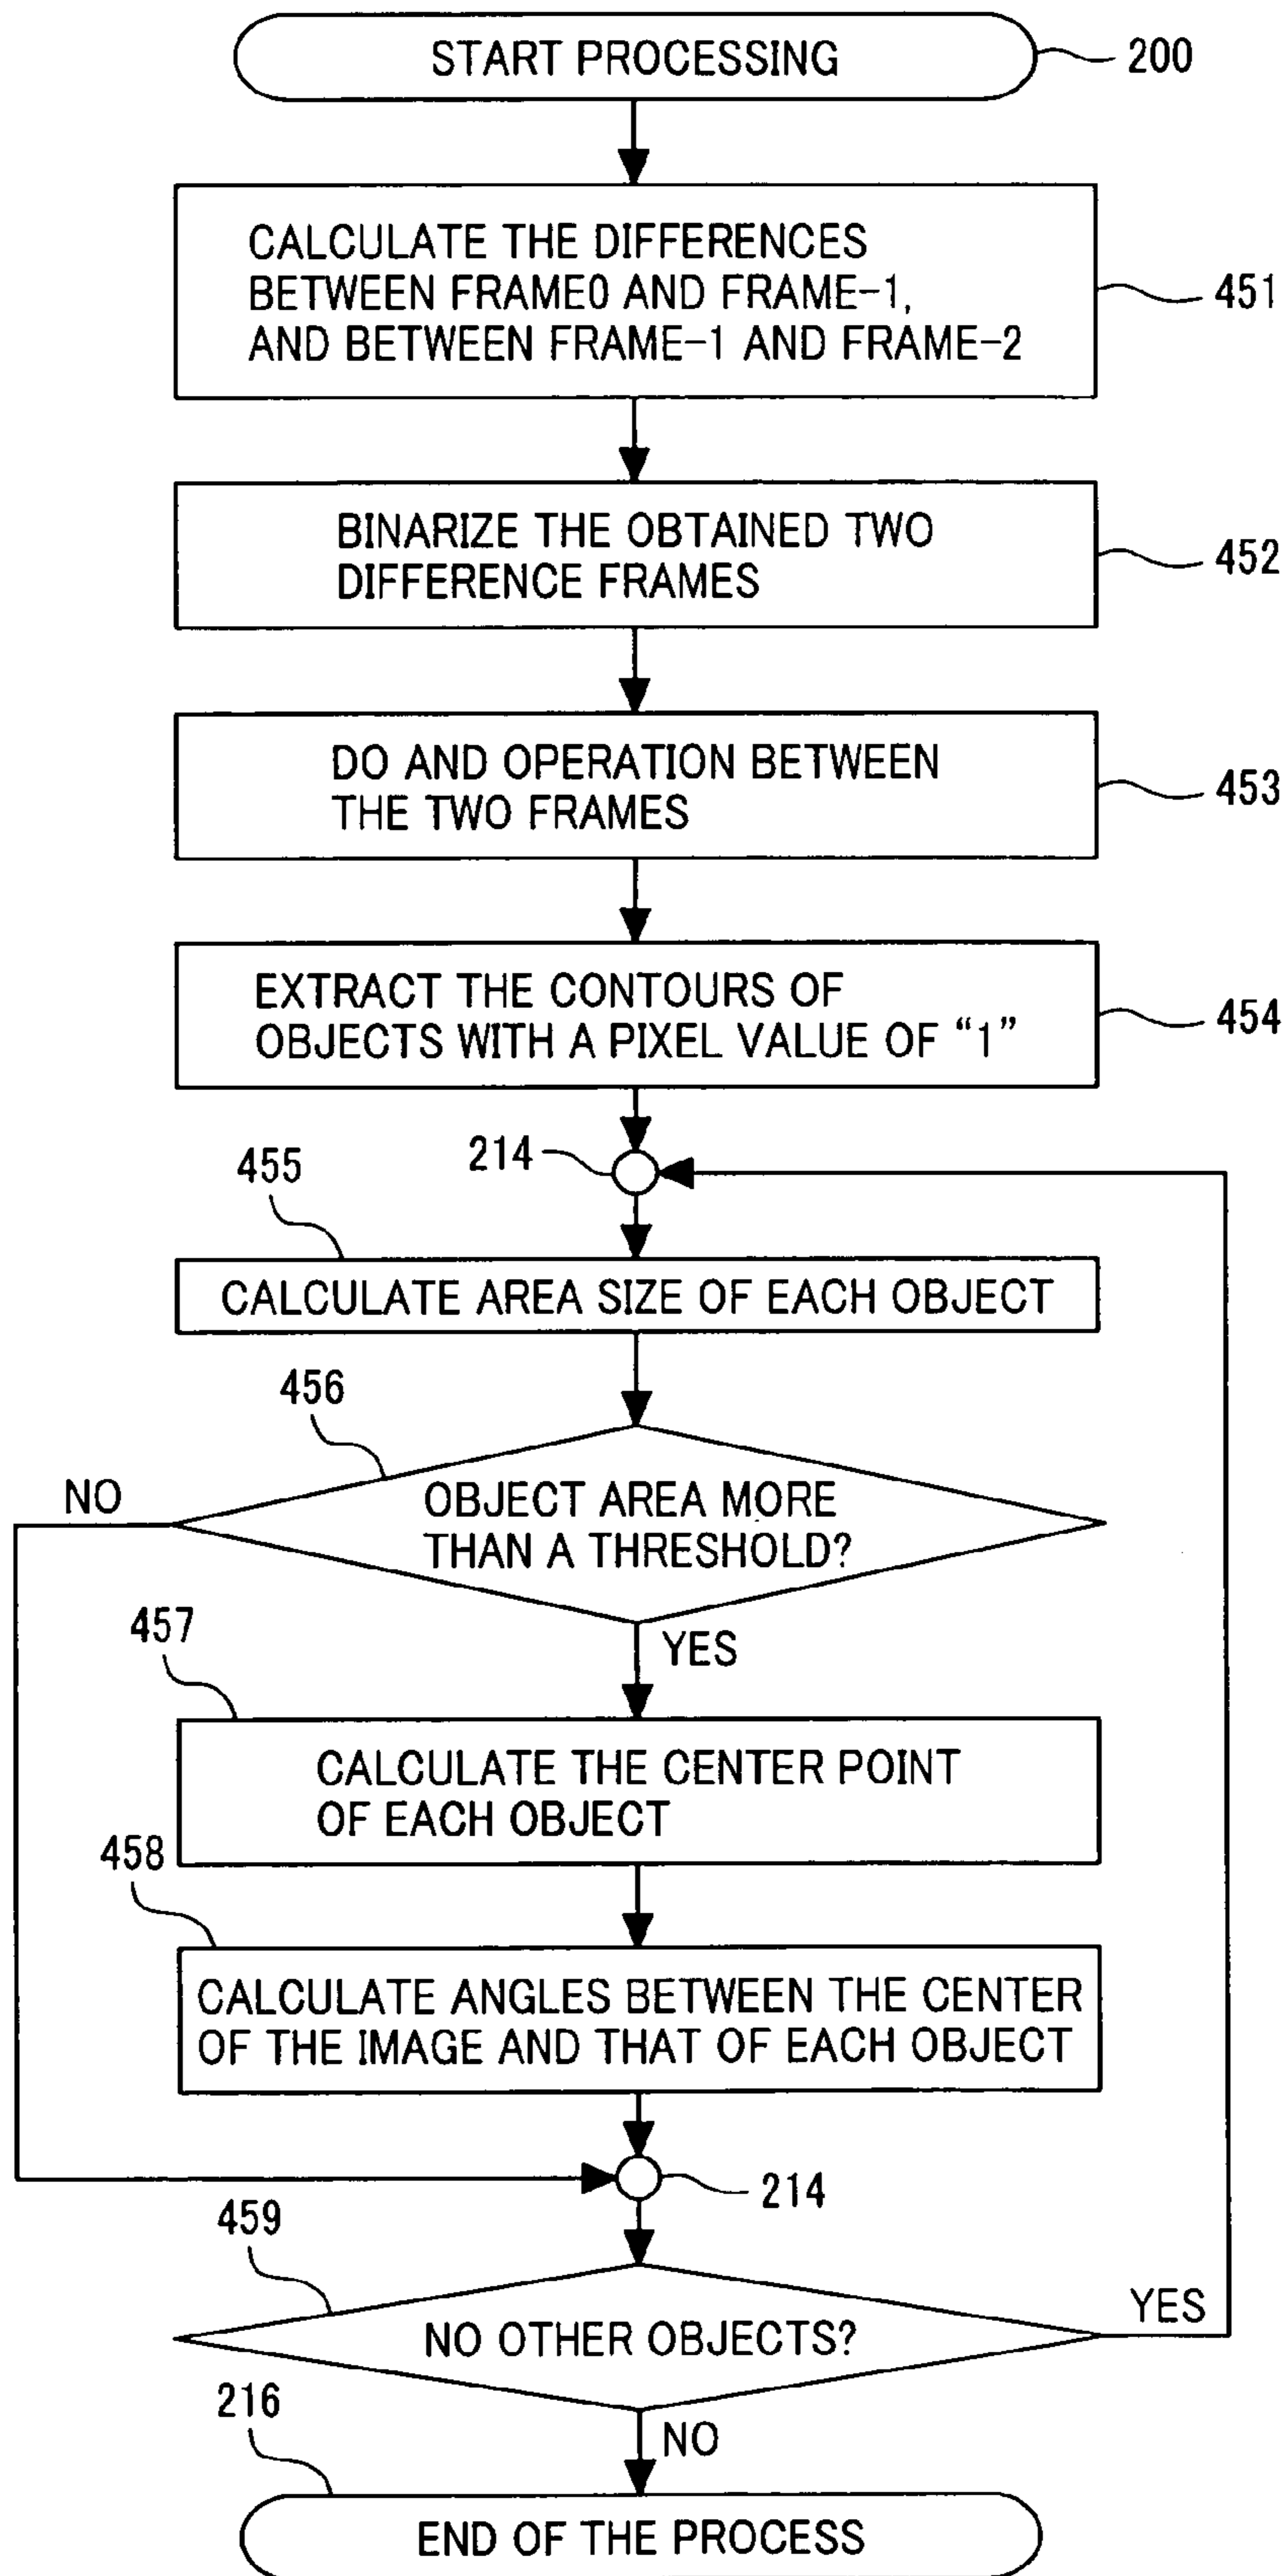 START PROCESSING
200
CALCULATE THE DIFFERENCES
BETWEEN FRAME0 AND FRAME-1,
AND BETWEEN FRAME-1 AND FRAME-2
451
BINARIZE THE OBTAINED TWO
DIFFERENCE FRAMES
452
DO AND OPERATION BETWEEN
THE TWO FRAMES
453
EXTRACT THE CONTOURS OF
OBJECTS WITH A PIXEL VALUE OF “1”
454
214
455
CALCULATE AREA SIZE OF EACH OBJECT
456
NO
OBJECT AREA MORE
THAN A THRESHOLD?
YES
457
CALCULATE THE CENTER POINT
OF EACH OBJECT
458
CALCULATE ANGLES BETWEEN THE CENTER
OF THE IMAGE AND THAT OF EACH OBJECT
214
459
YES
NO OTHER OBJECTS?
216
NO
END OF THE PROCESS